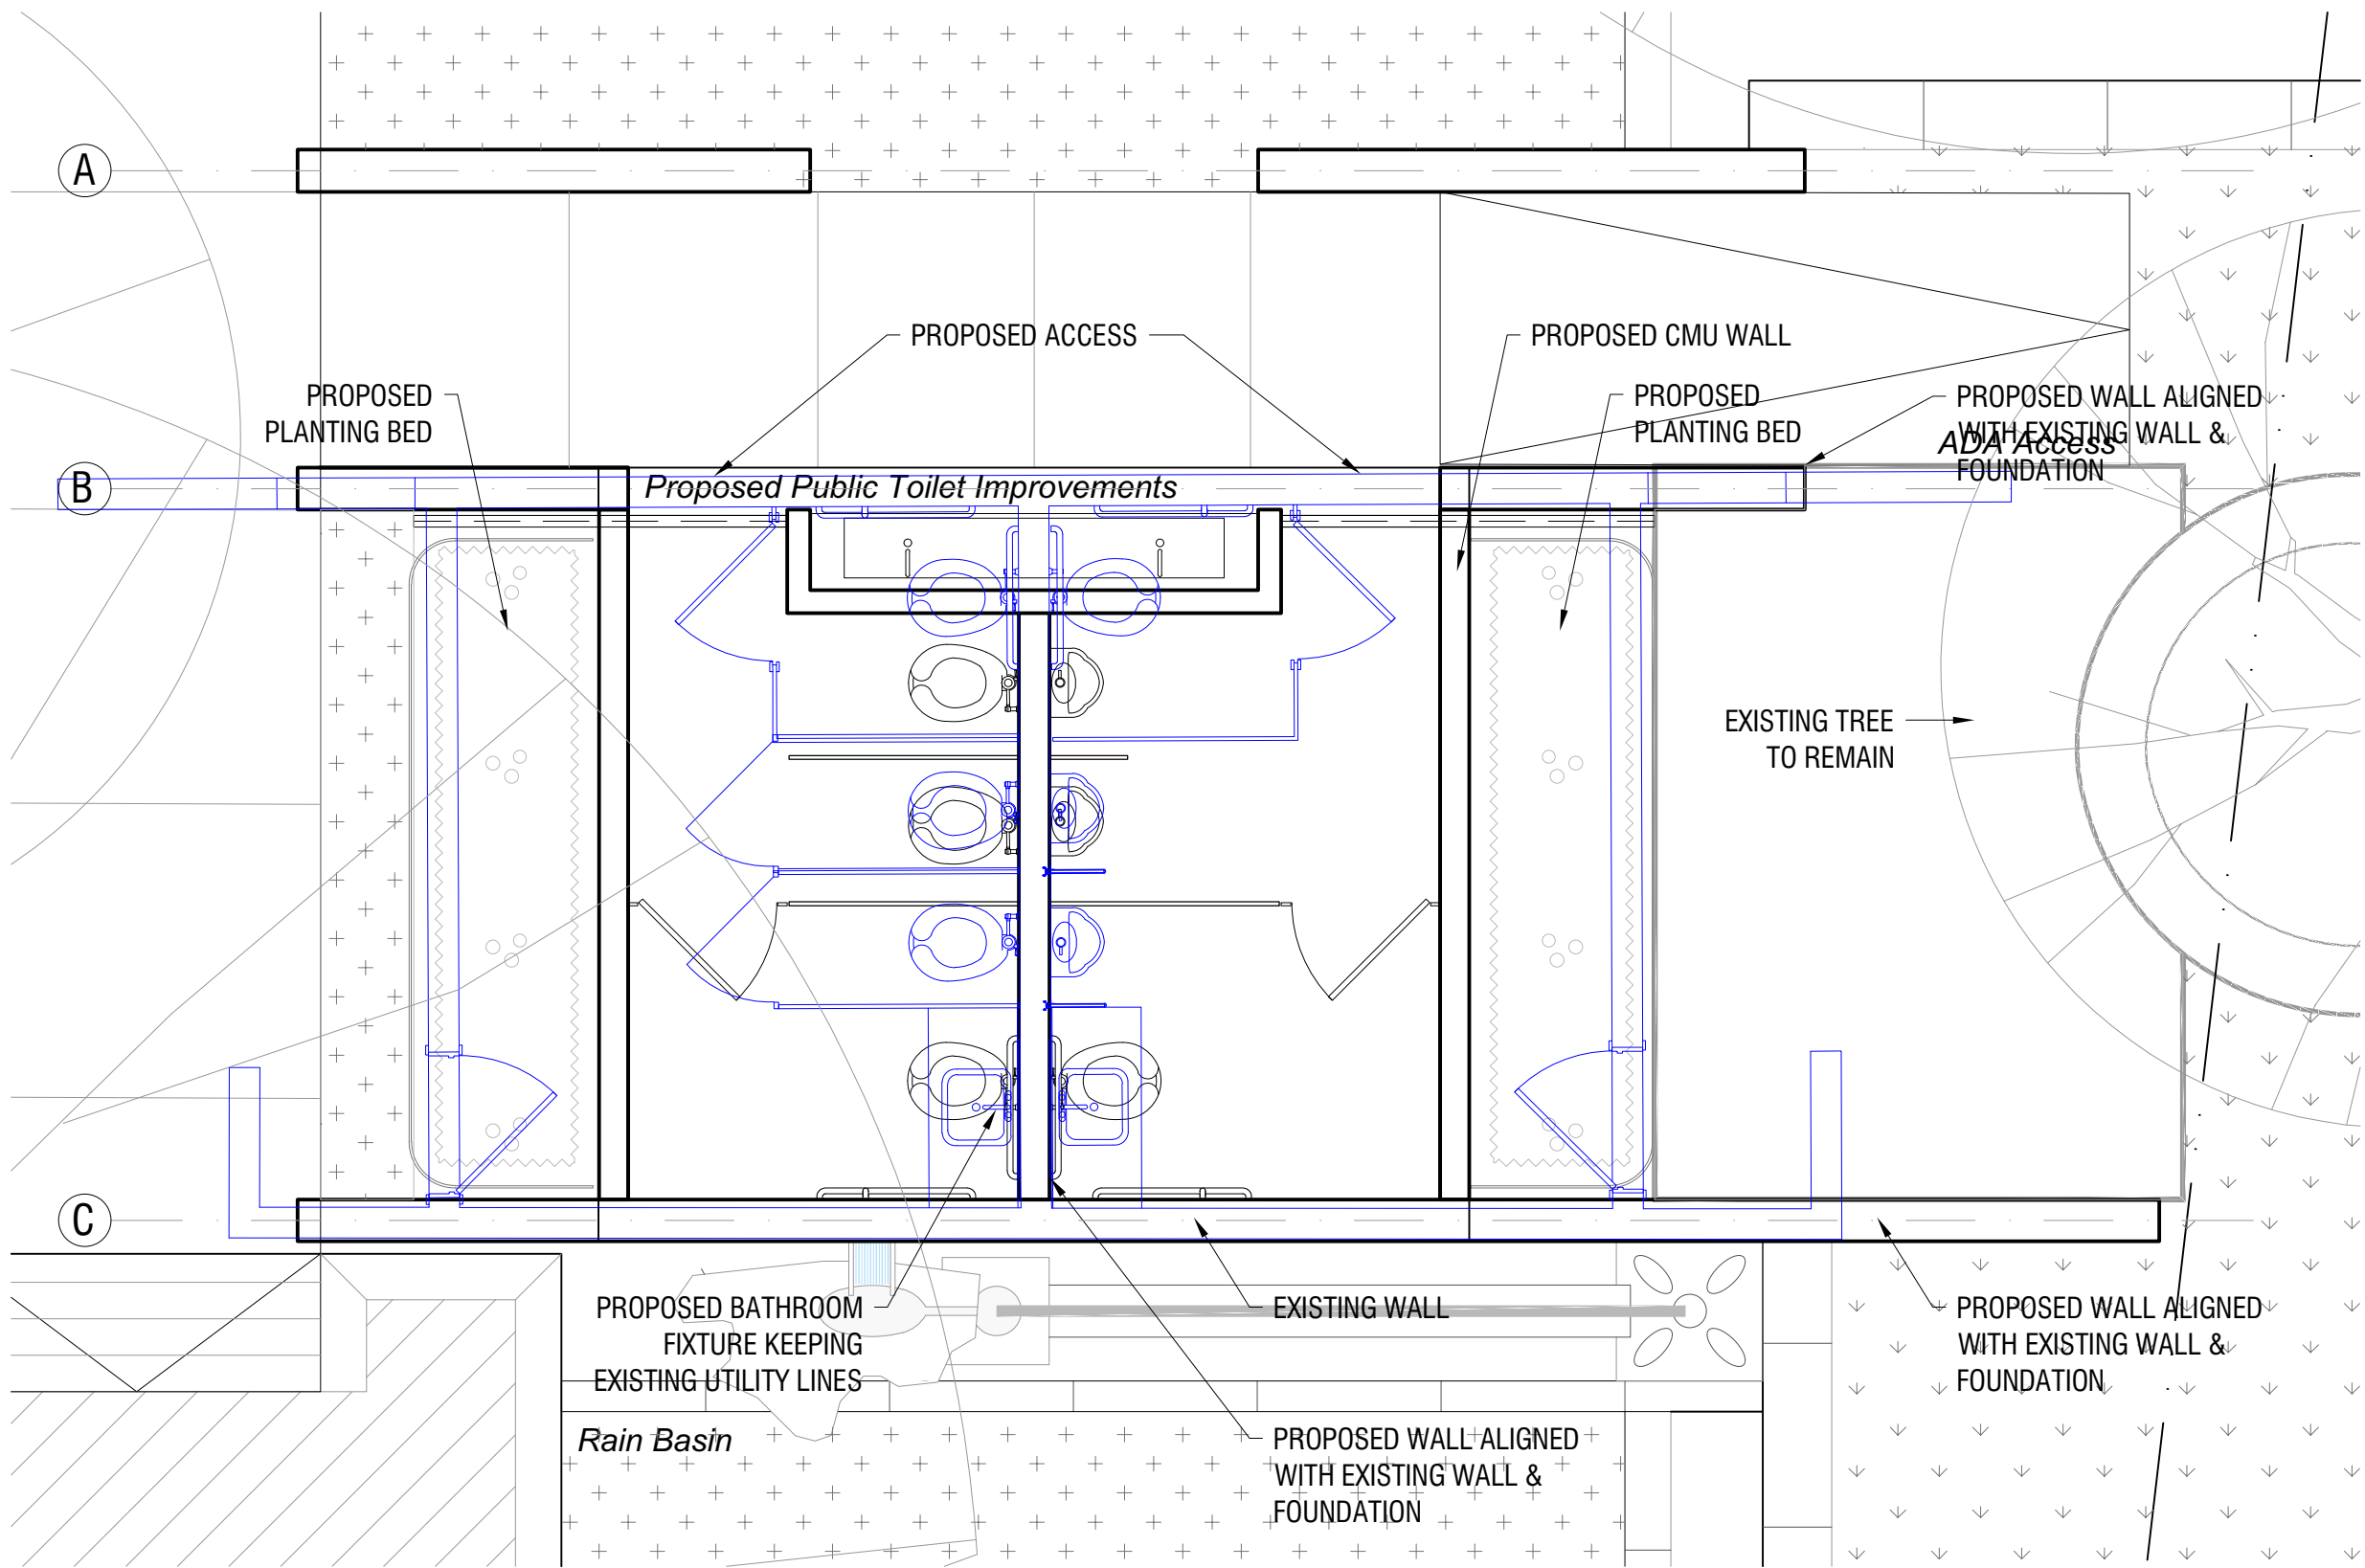 A
PROPOSED ACCESS
PROPOSED CMU WALL
PROPOSED
PLANTING BED
PROPOSED
PLANTING BED
PROPOSED WALL ALIGNED
WITH EXISTING WALL &
FOUNDATION
ADA Access
B
Proposed Public Toilet Improvements
EXISTING TREE
TO REMAIN
C
PROPOSED BATHROOM
FIXTURE KEEPING
EXISTING UTILITY LINES
EXISTING WALL
PROPOSED WALL ALIGNED
WITH EXISTING WALL &
FOUNDATION
Rain Basin
PROPOSED WALL ALIGNED
WITH EXISTING WALL &
FOUNDATION